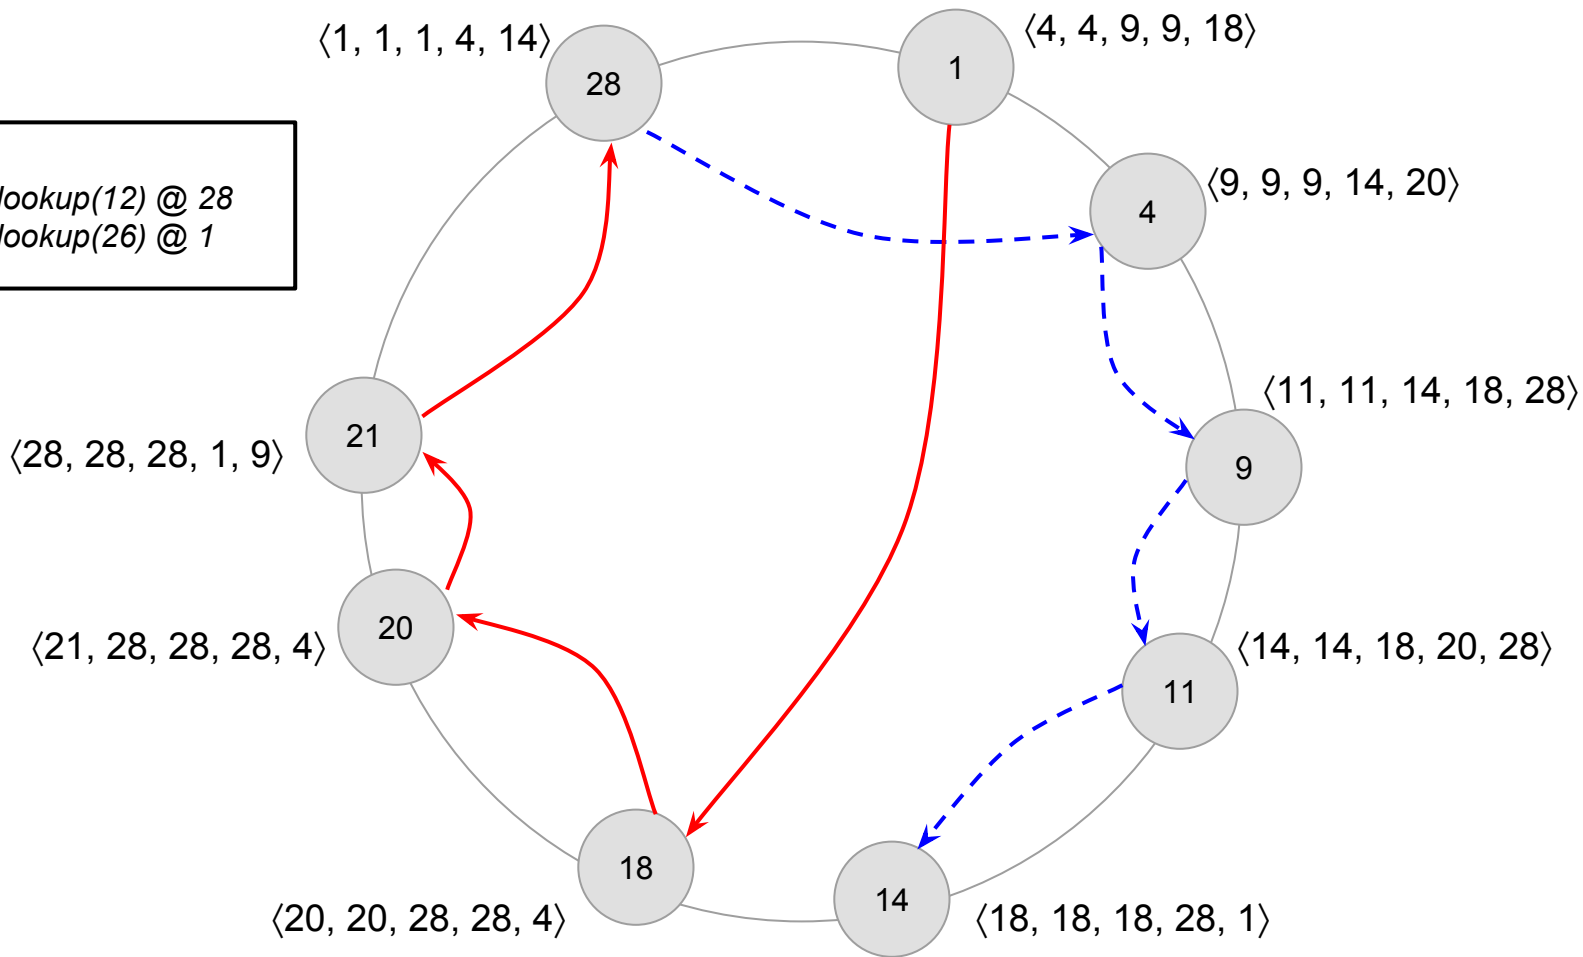 ⟨1, 1, 1, 4, 14⟩
28
1
⟨4, 4, 9, 9, 18⟩
lookup(12) @ 28
lookup(26) @ 1
4
⟨9, 9, 9, 14, 20⟩
⟨11, 11, 14, 18, 28⟩
9
21
⟨28, 28, 28, 1, 9⟩
20
⟨21, 28, 28, 28, 4⟩
⟨14, 14, 18, 20, 28⟩
11
18
⟨20, 20, 28, 28, 4⟩
14
⟨18, 18, 18, 28, 1⟩